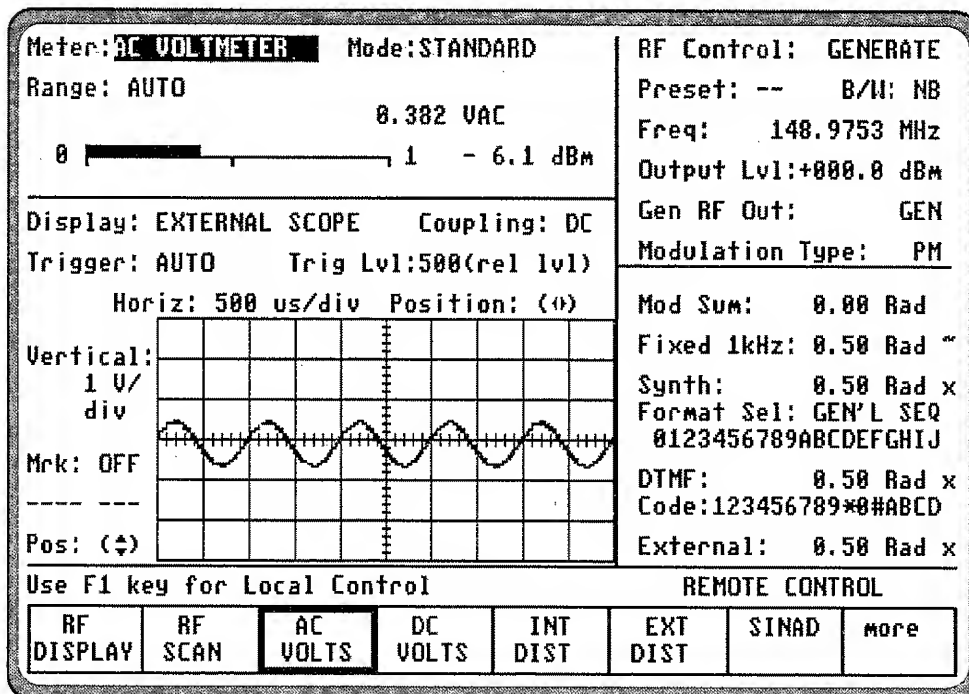 Meter:AC VOLTMETER Mode:STANDARD
Range: AUTO
0.382 VAC
0 1 - 6.1 dBm
Display: EXTERNAL SCOPE Coupling: DC
Trigger: AUTO Trig Lvl:500(rel lvl)
Horiz: 500 us/div Position: (‹›)
Vertical:
1 V/
div
Mrk: OFF
---- ---
Pos: (▲▼)
RF Control: GENERATE
Preset: -- B/W: NB
Freq: 148.9753 MHz
Output Lvl:+000.0 dBm
Gen RF Out: GEN
Modulation Type: PM
Mod Sum: 0.00 Rad
Fixed 1kHz: 0.50 Rad ~
Synth: 0.50 Rad x
Format Sel: GEN'L SEQ
0123456789ABCDEFGHIJ
DTMF: 0.50 Rad x
Code:123456789*0#ABCD
External: 0.50 Rad x
Use F1 key for Local Control REMOTE CONTROL
RF
DISPLAY
RF
SCAN
AC
VOLTS
DC
VOLTS
INT
DIST
EXT
DIST
SINAD
more